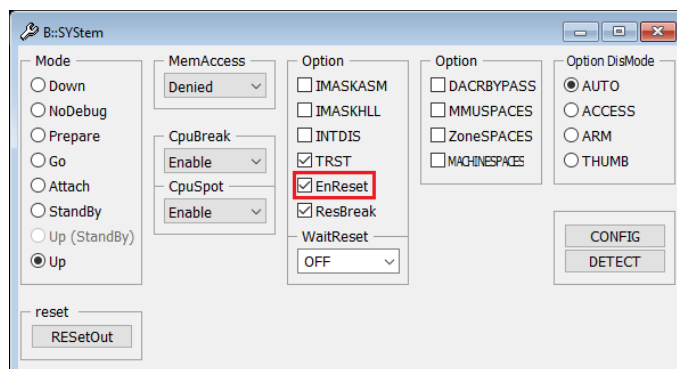 B::SYStem
Mode
Down
NoDebug
Prepare
Go
Attach
StandBy
Up (StandBy)
Up
reset
RESetOut
MemAccess
Denied
CpuBreak
Enable
CpuSpot
Enable
Option
IMASKASM
IMASKHLL
INTDIS
TRST
EnReset
ResBreak
WaitReset
OFF
Option
DACRBYPASS
MMUSPACES
ZoneSPACES
MACHINESPACES
Option DisMode
AUTO
ACCESS
ARM
THUMB
CONFIG
DETECT